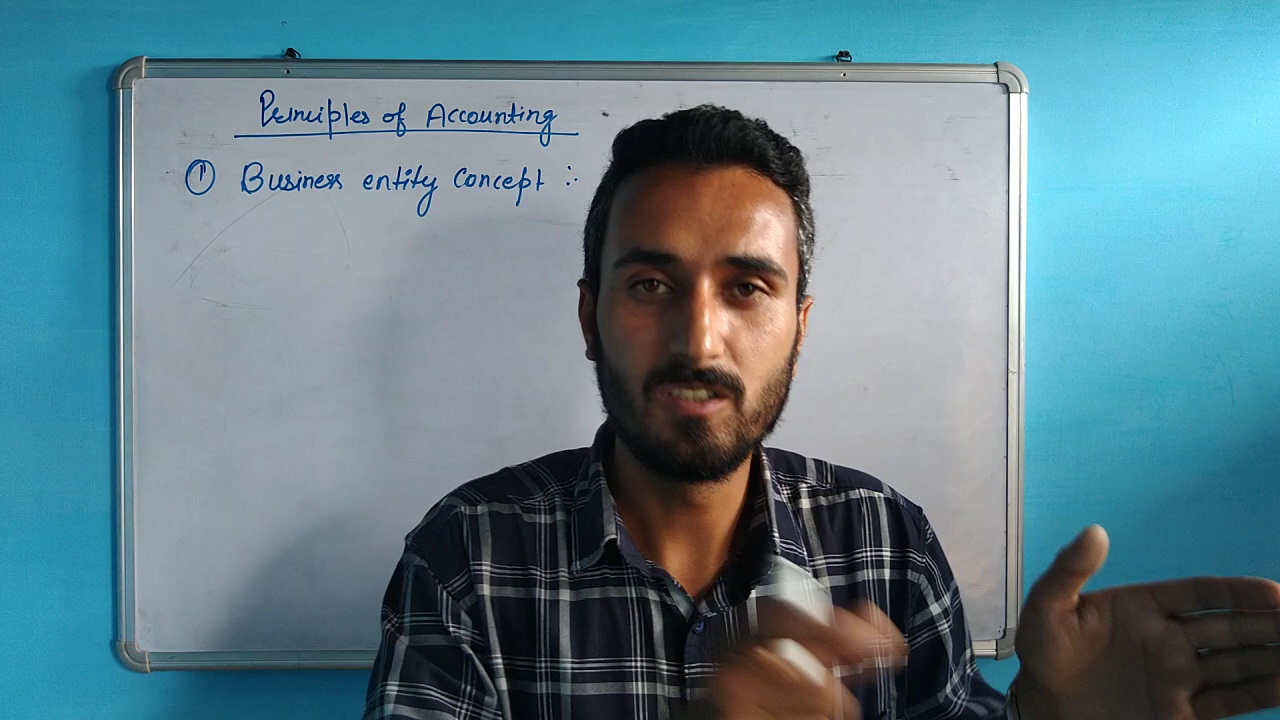 Principles of Accounting
① Business entity Concept :-